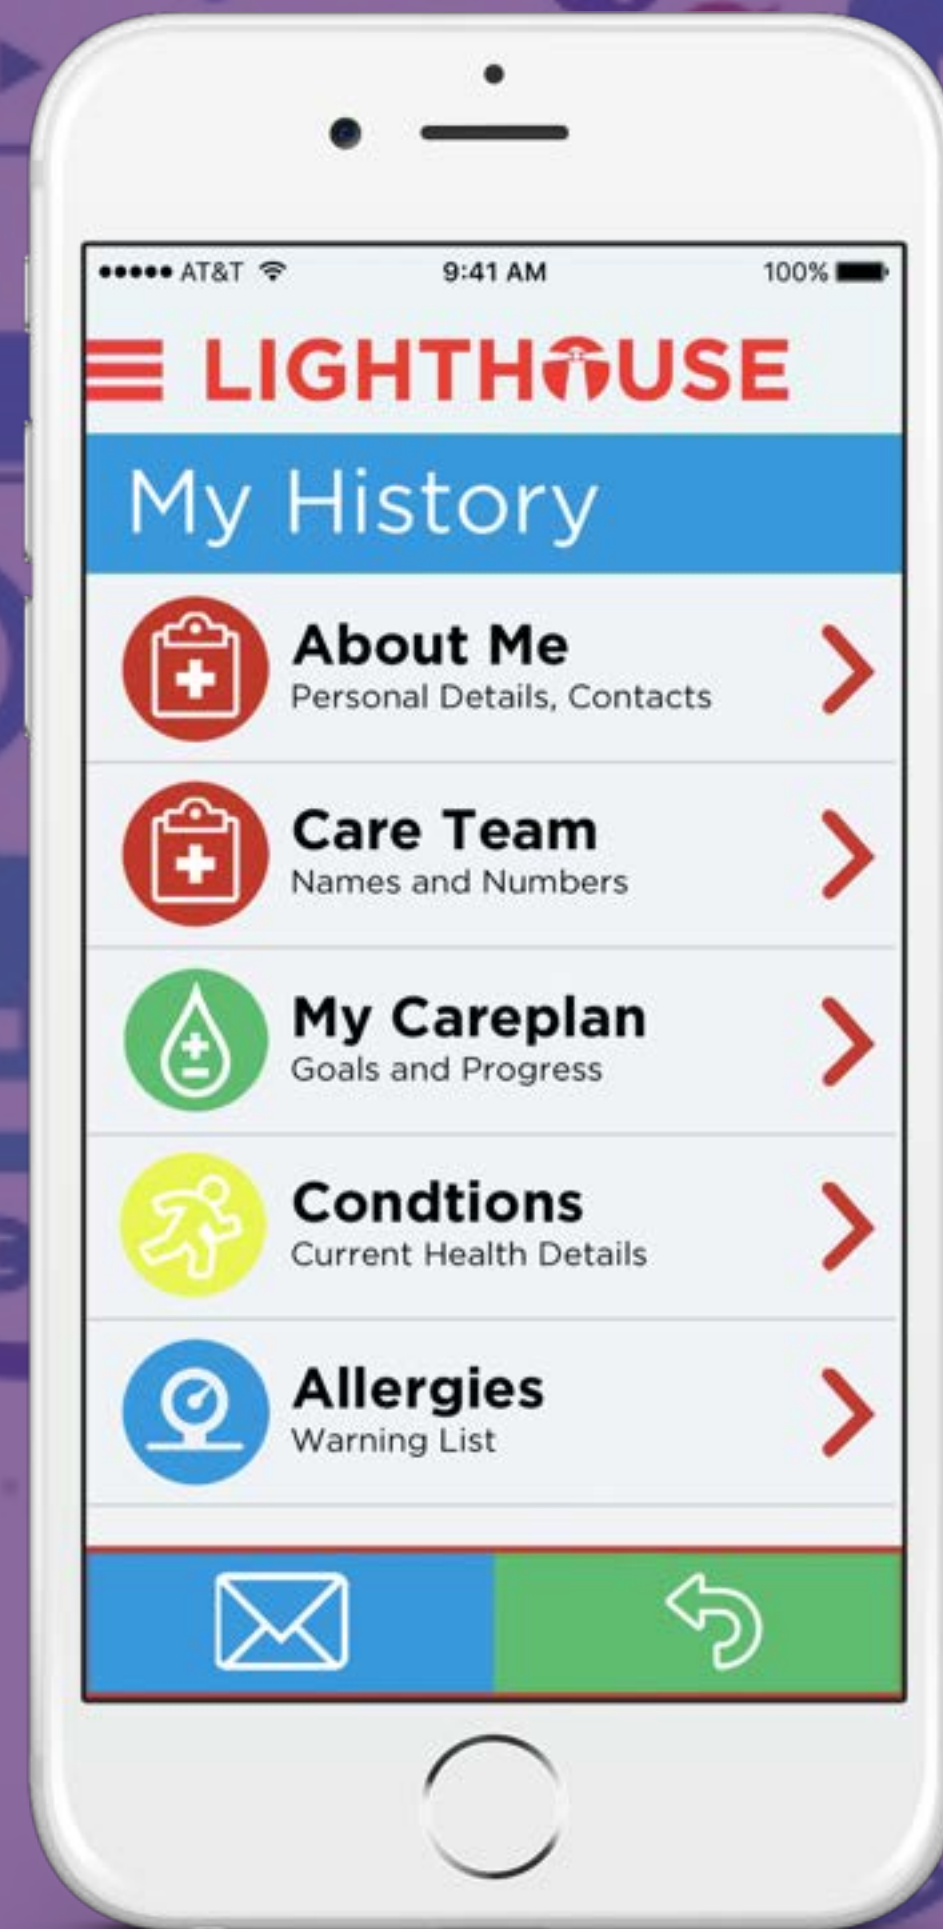 AT&T 9:41 AM 100%
LIGHTHOUSE
My History
About Me
Personal Details, Contacts
Care Team
Names and Numbers
My Careplan
Goals and Progress
Condtions
Current Health Details
Allergies
Warning List